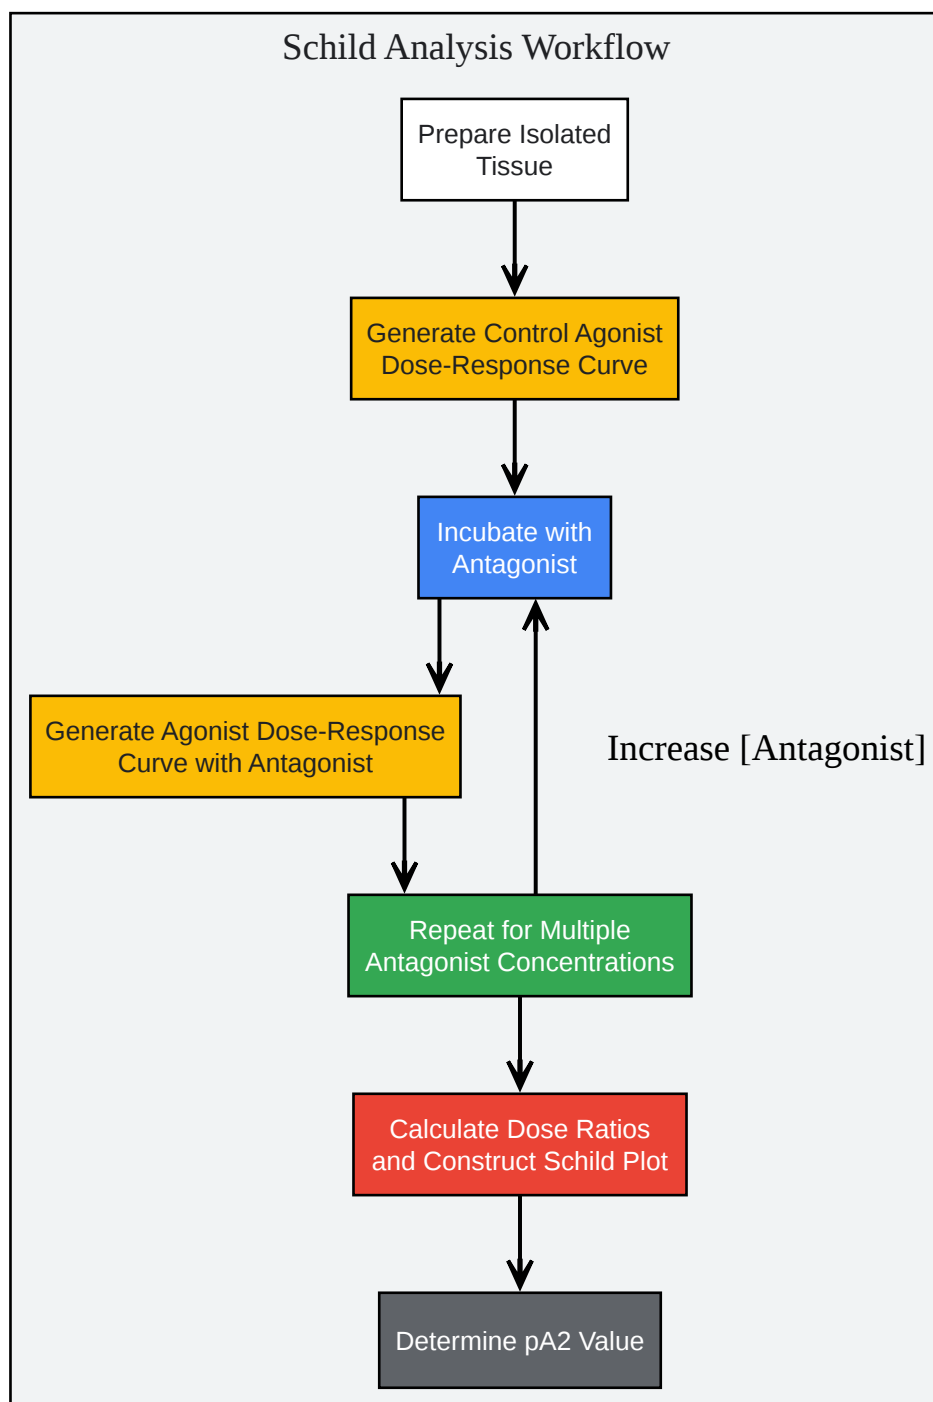 Schild Analysis Workflow
Prepare Isolated
Tissue
Generate Control Agonist
Dose-Response Curve
Incubate with
Antagonist
Generate Agonist Dose-Response
Curve with Antagonist
Increase [Antagonist]
Repeat for Multiple
Antagonist Concentrations
Calculate Dose Ratios
and Construct Schild Plot
Determine pA2 Value